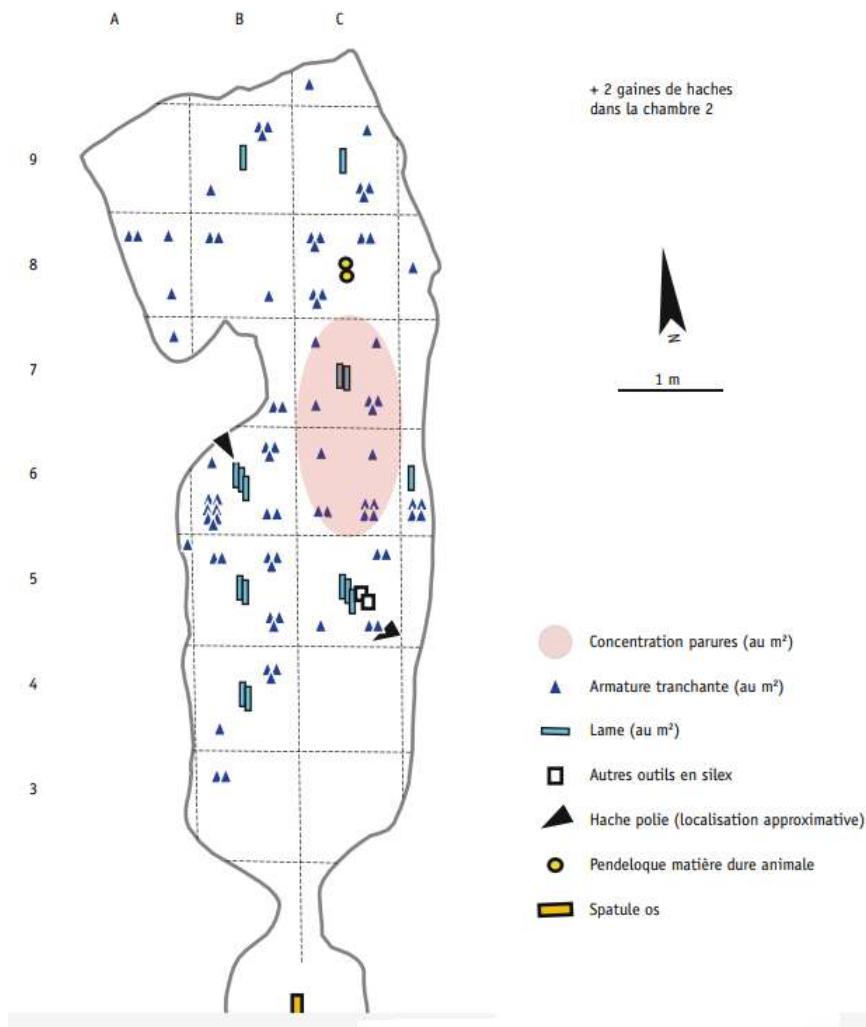 A B C
+ 2 gaines de haches
dans la chambre 2
9
8
N
7
1 m
6
5
4
3
Concentration parures (au m²)
Armature tranchante (au m²)
Lame (au m²)
Autres outils en silex
Hache polie (localisation approximative)
Pendeloque matière dure animale
Spatule os